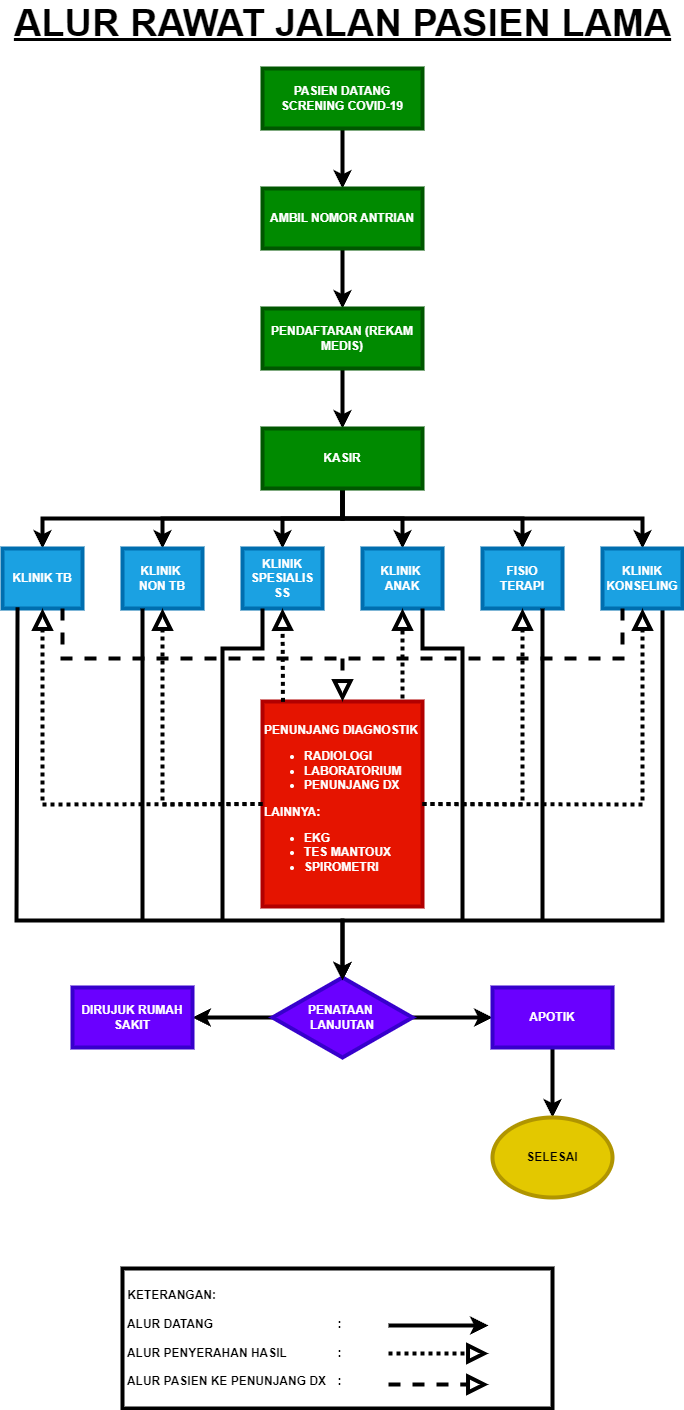 ALUR RAWAT JALAN PASIEN LAMA
PASIEN DATANG
SCRENING COVID-19
AMBIL NOMOR ANTRIAN
PENDAFTARAN (REKAM
MEDIS)
KASIR
KLINIK TB
KLINIK
NON TB
KLINIK
SPESIALIS
SS
KLINIK
ANAK
FISIO
TERAPI
KLINIK
KONSELING
PENUNJANG DIAGNOSTIK
• RADIOLOGI
• LABORATORIUM
• PENUNJANG DX
LAINNYA:
• EKG
• TES MANTOUX
• SPIROMETRI
DIRUJUK RUMAH
SAKIT
PENATAAN
LANJUTAN
APOTIK
SELESAI
KETERANGAN:
ALUR DATANG :
ALUR PENYERAHAN HASIL :
ALUR PASIEN KE PENUNJANG DX :